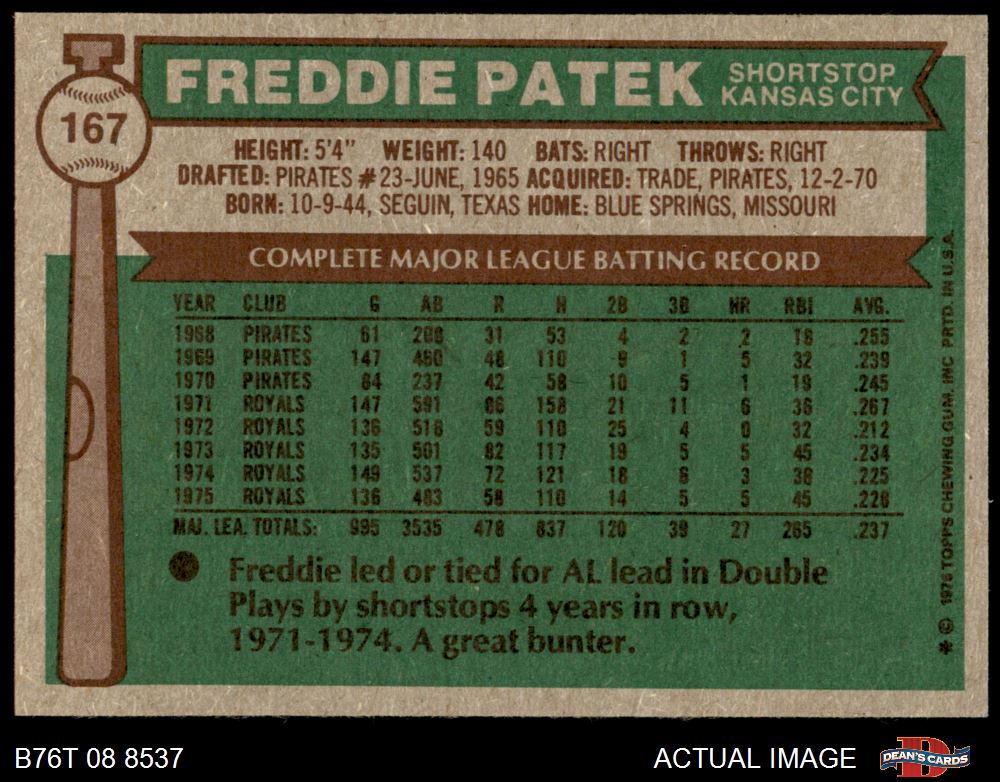 167
FREDDIE PATEK
SHORTSTOP
KANSAS CITY
HEIGHT: 5'4" WEIGHT: 140 BATS: RIGHT THROWS: RIGHT
DRAFTED: PIRATES #23-JUNE, 1965 ACQUIRED: TRADE, PIRATES, 12-2-70
BORN: 10-9-44, SEGUIN, TEXAS HOME: BLUE SPRINGS, MISSOURI
COMPLETE MAJOR LEAGUE BATTING RECORD
YEAR CLUB G AB R H 2B 3B HR RBI AVG.
1968 PIRATES 61 208 31 53 4 2 2 18 .255
1969 PIRATES 147 460 48 110 9 1 5 32 .239
1970 PIRATES 84 237 42 58 10 5 1 19 .245
1971 ROYALS 147 591 86 158 21 11 6 36 .267
1972 ROYALS 136 518 59 110 25 4 0 32 .212
1973 ROYALS 135 501 82 117 19 5 5 45 .234
1974 ROYALS 149 537 72 121 18 6 3 38 .225
1975 ROYALS 136 483 58 110 14 5 5 45 .228
MAJ. LEA. TOTALS: 995 3535 478 837 120 39 27 265 .237
Freddie led or tied for AL lead in Double
Plays by shortstops 4 years in row,
1971-1974. A great bunter.
* © 1976 TOPPS CHEWING GUM, INC. PRTD. IN U.S.A.
B76T 08 8537
ACTUAL IMAGE
DEAN'S CARDS